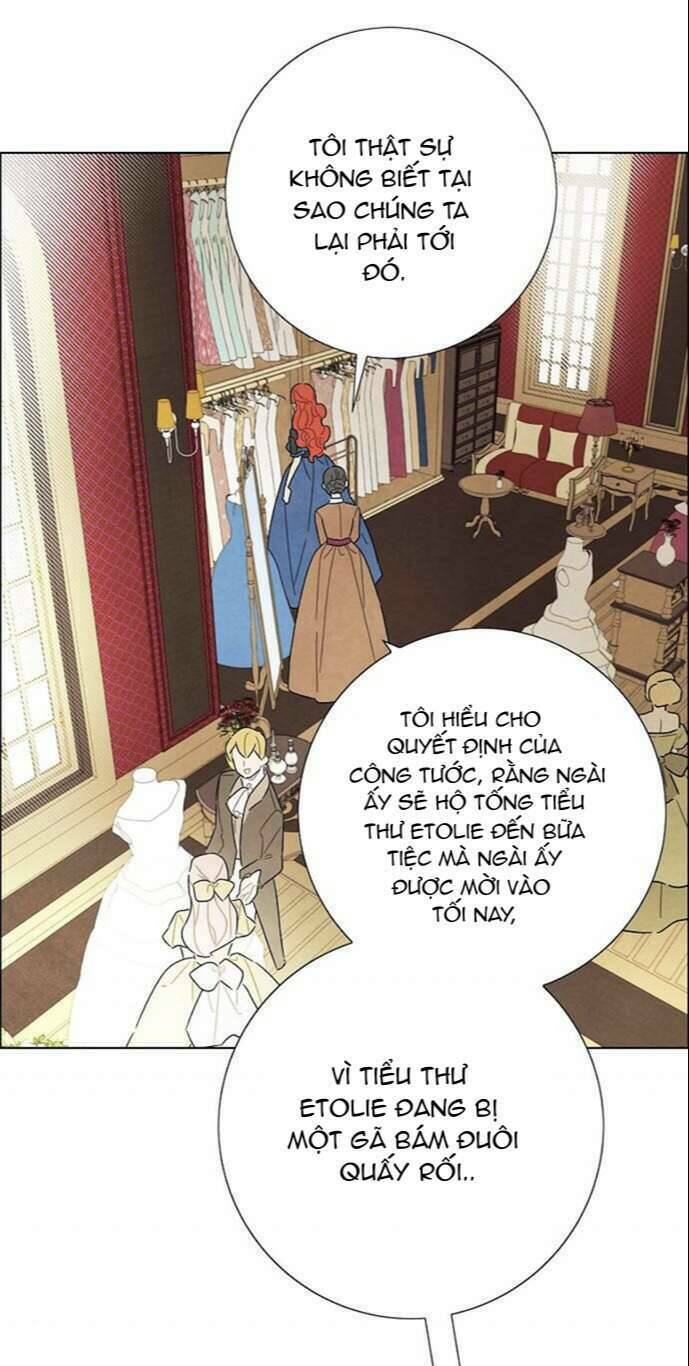 TÔI THẬT SỰ
KHÔNG BIẾT TẠI
SAO CHÚNG TA
LẠI PHẢI TỚI
ĐÓ.
TÔI HIỂU CHO
QUYẾT ĐỊNH CỦA
CÔNG TƯỚC, RẰNG NGÀI
ẤY SẼ HỘ TỐNG TIỂU
THƯ ETOLIE ĐẾN BỮA
TIỆC MÀ NGÀI ẤY
ĐƯỢC MỜI VÀO
TỐI NAY,
VÌ TIỂU THƯ
ETOLIE ĐANG BỊ
MỘT GÃ BÁM ĐUÔI
QUẤY RỐI..